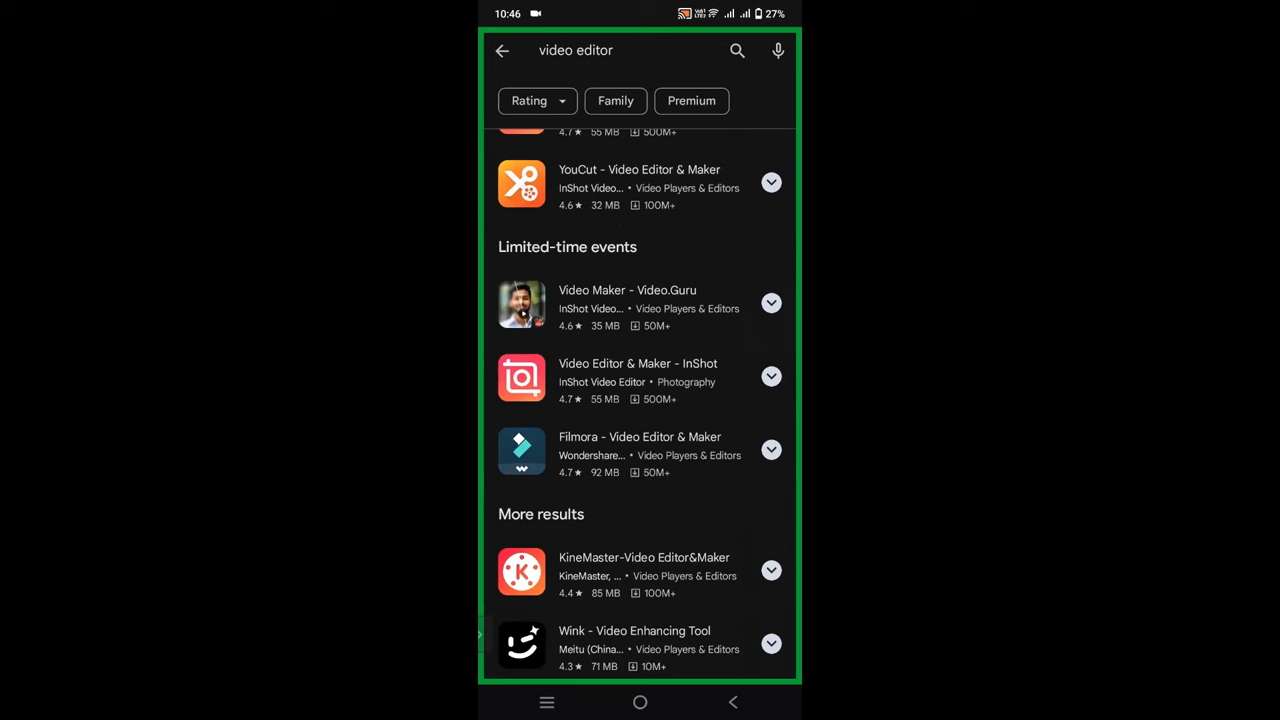 10:46 27%
video editor
Rating Family Premium
4.7★ 55 MB 500M+
YouCut - Video Editor & Maker
InShot Video... • Video Players & Editors
4.6★ 32 MB 100M+
Limited-time events
Video Maker - Video.Guru
InShot Video... • Video Players & Editors
4.6★ 35 MB 50M+
Video Editor & Maker - InShot
InShot Video Editor • Photography
4.7★ 55 MB 500M+
Filmora - Video Editor & Maker
Wondershare... • Video Players & Editors
4.7★ 92 MB 50M+
More results
KineMaster-Video Editor&Maker
KineMaster, ... • Video Players & Editors
4.4★ 85 MB 100M+
Wink - Video Enhancing Tool
Meitu (China... • Video Players & Editors
4.3★ 71 MB 10M+